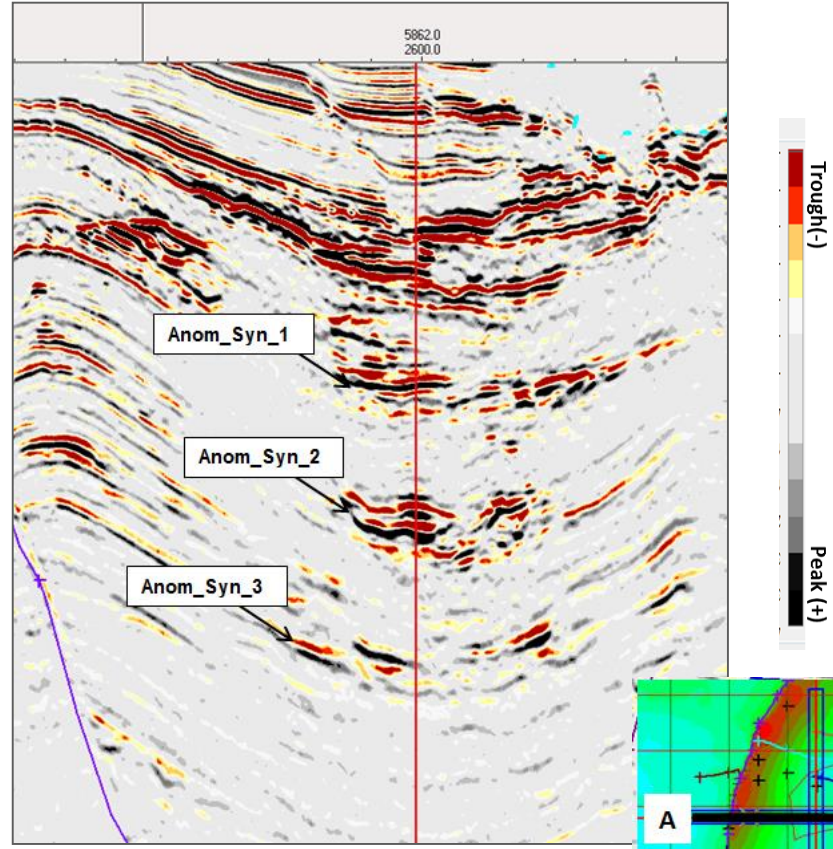 5862.0
2600.0
Anom_Syn_1
Anom_Syn_2
Anom_Syn_3
Trough(-)
Peak (+)
A